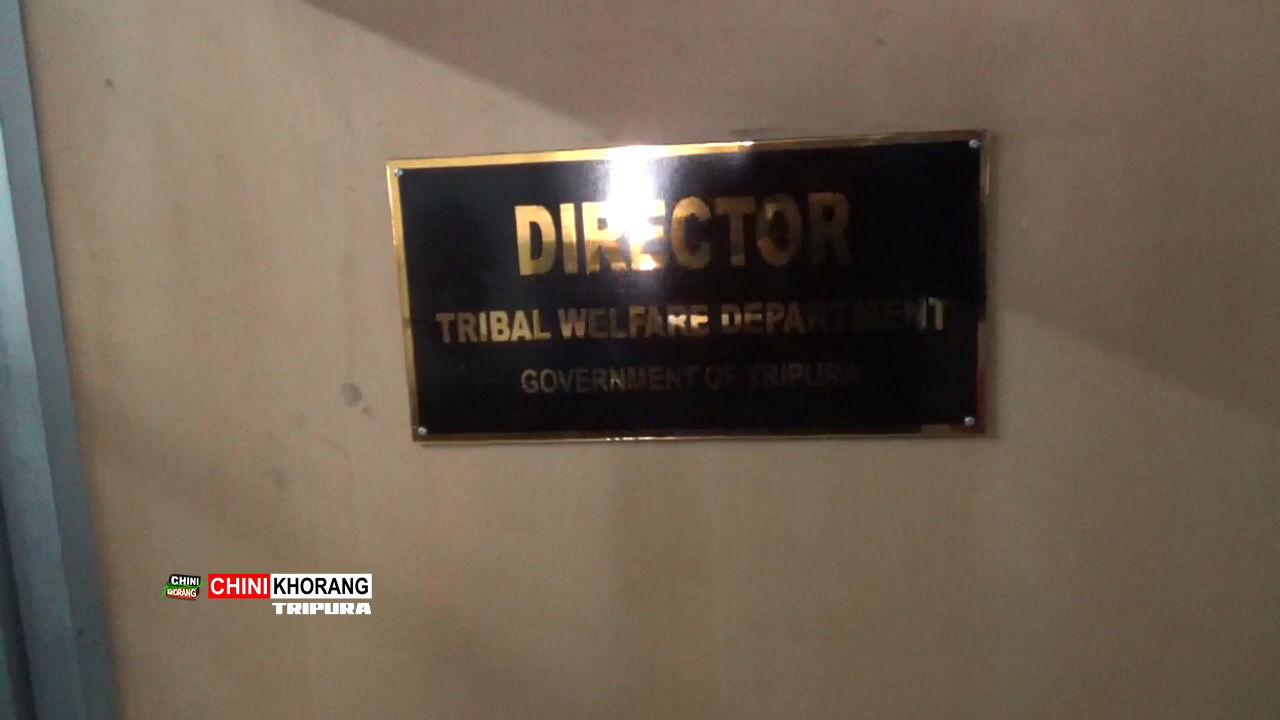 DIRECTOR
TRIBAL WELFARE DEPARTMENT
GOVERNMENT OF TRIPURA
CHINI
KHORANG
CHINI KHORANG
TRIPURA